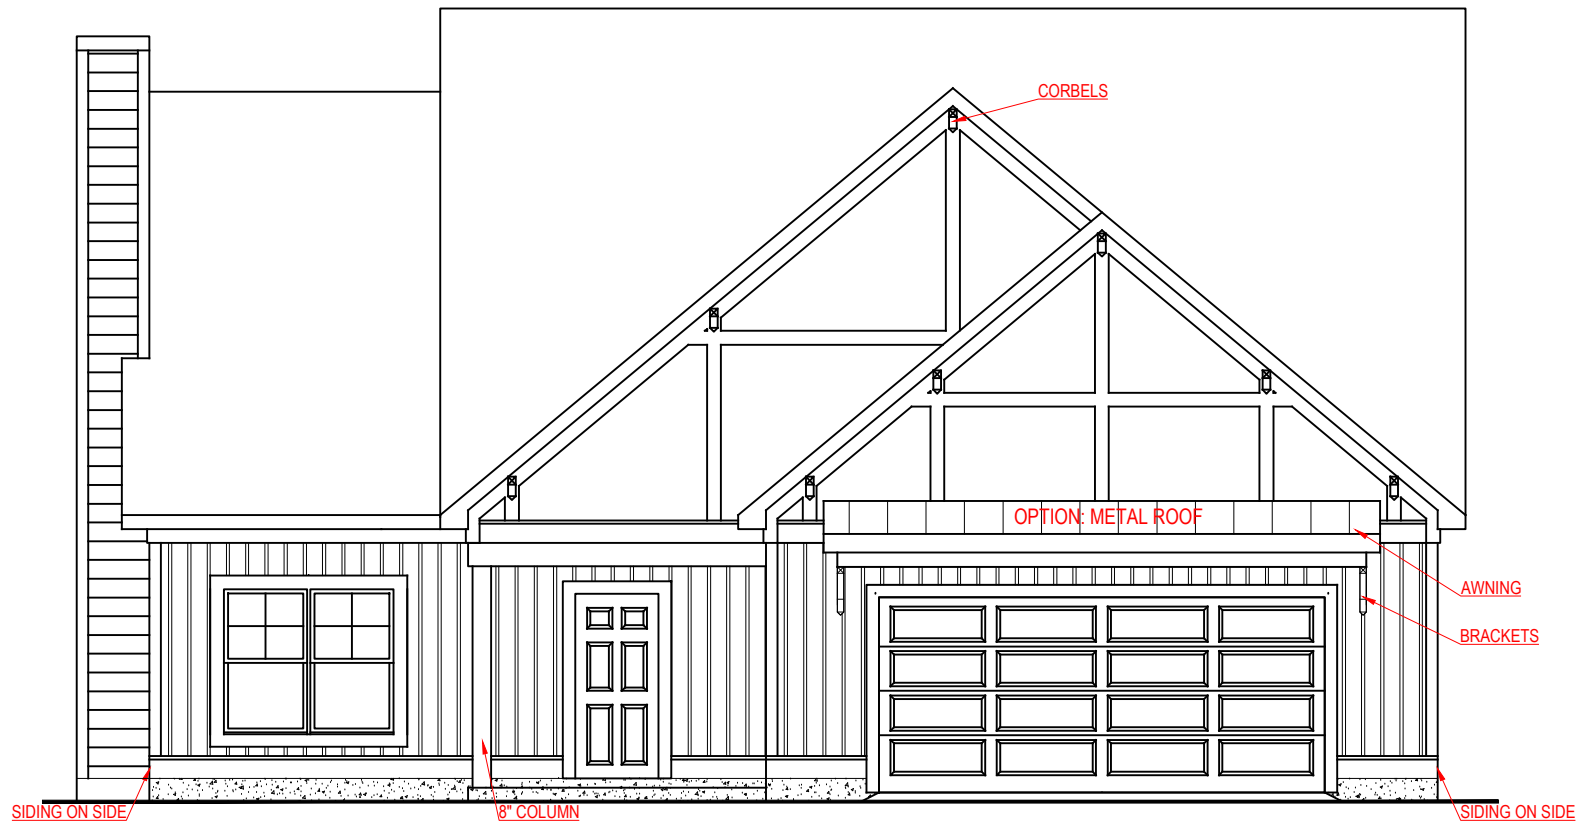 CORBELS
OPTION: METAL ROOF
AWNING
BRACKETS
SIDING ON SIDE
8" COLUMN
SIDING ON SIDE